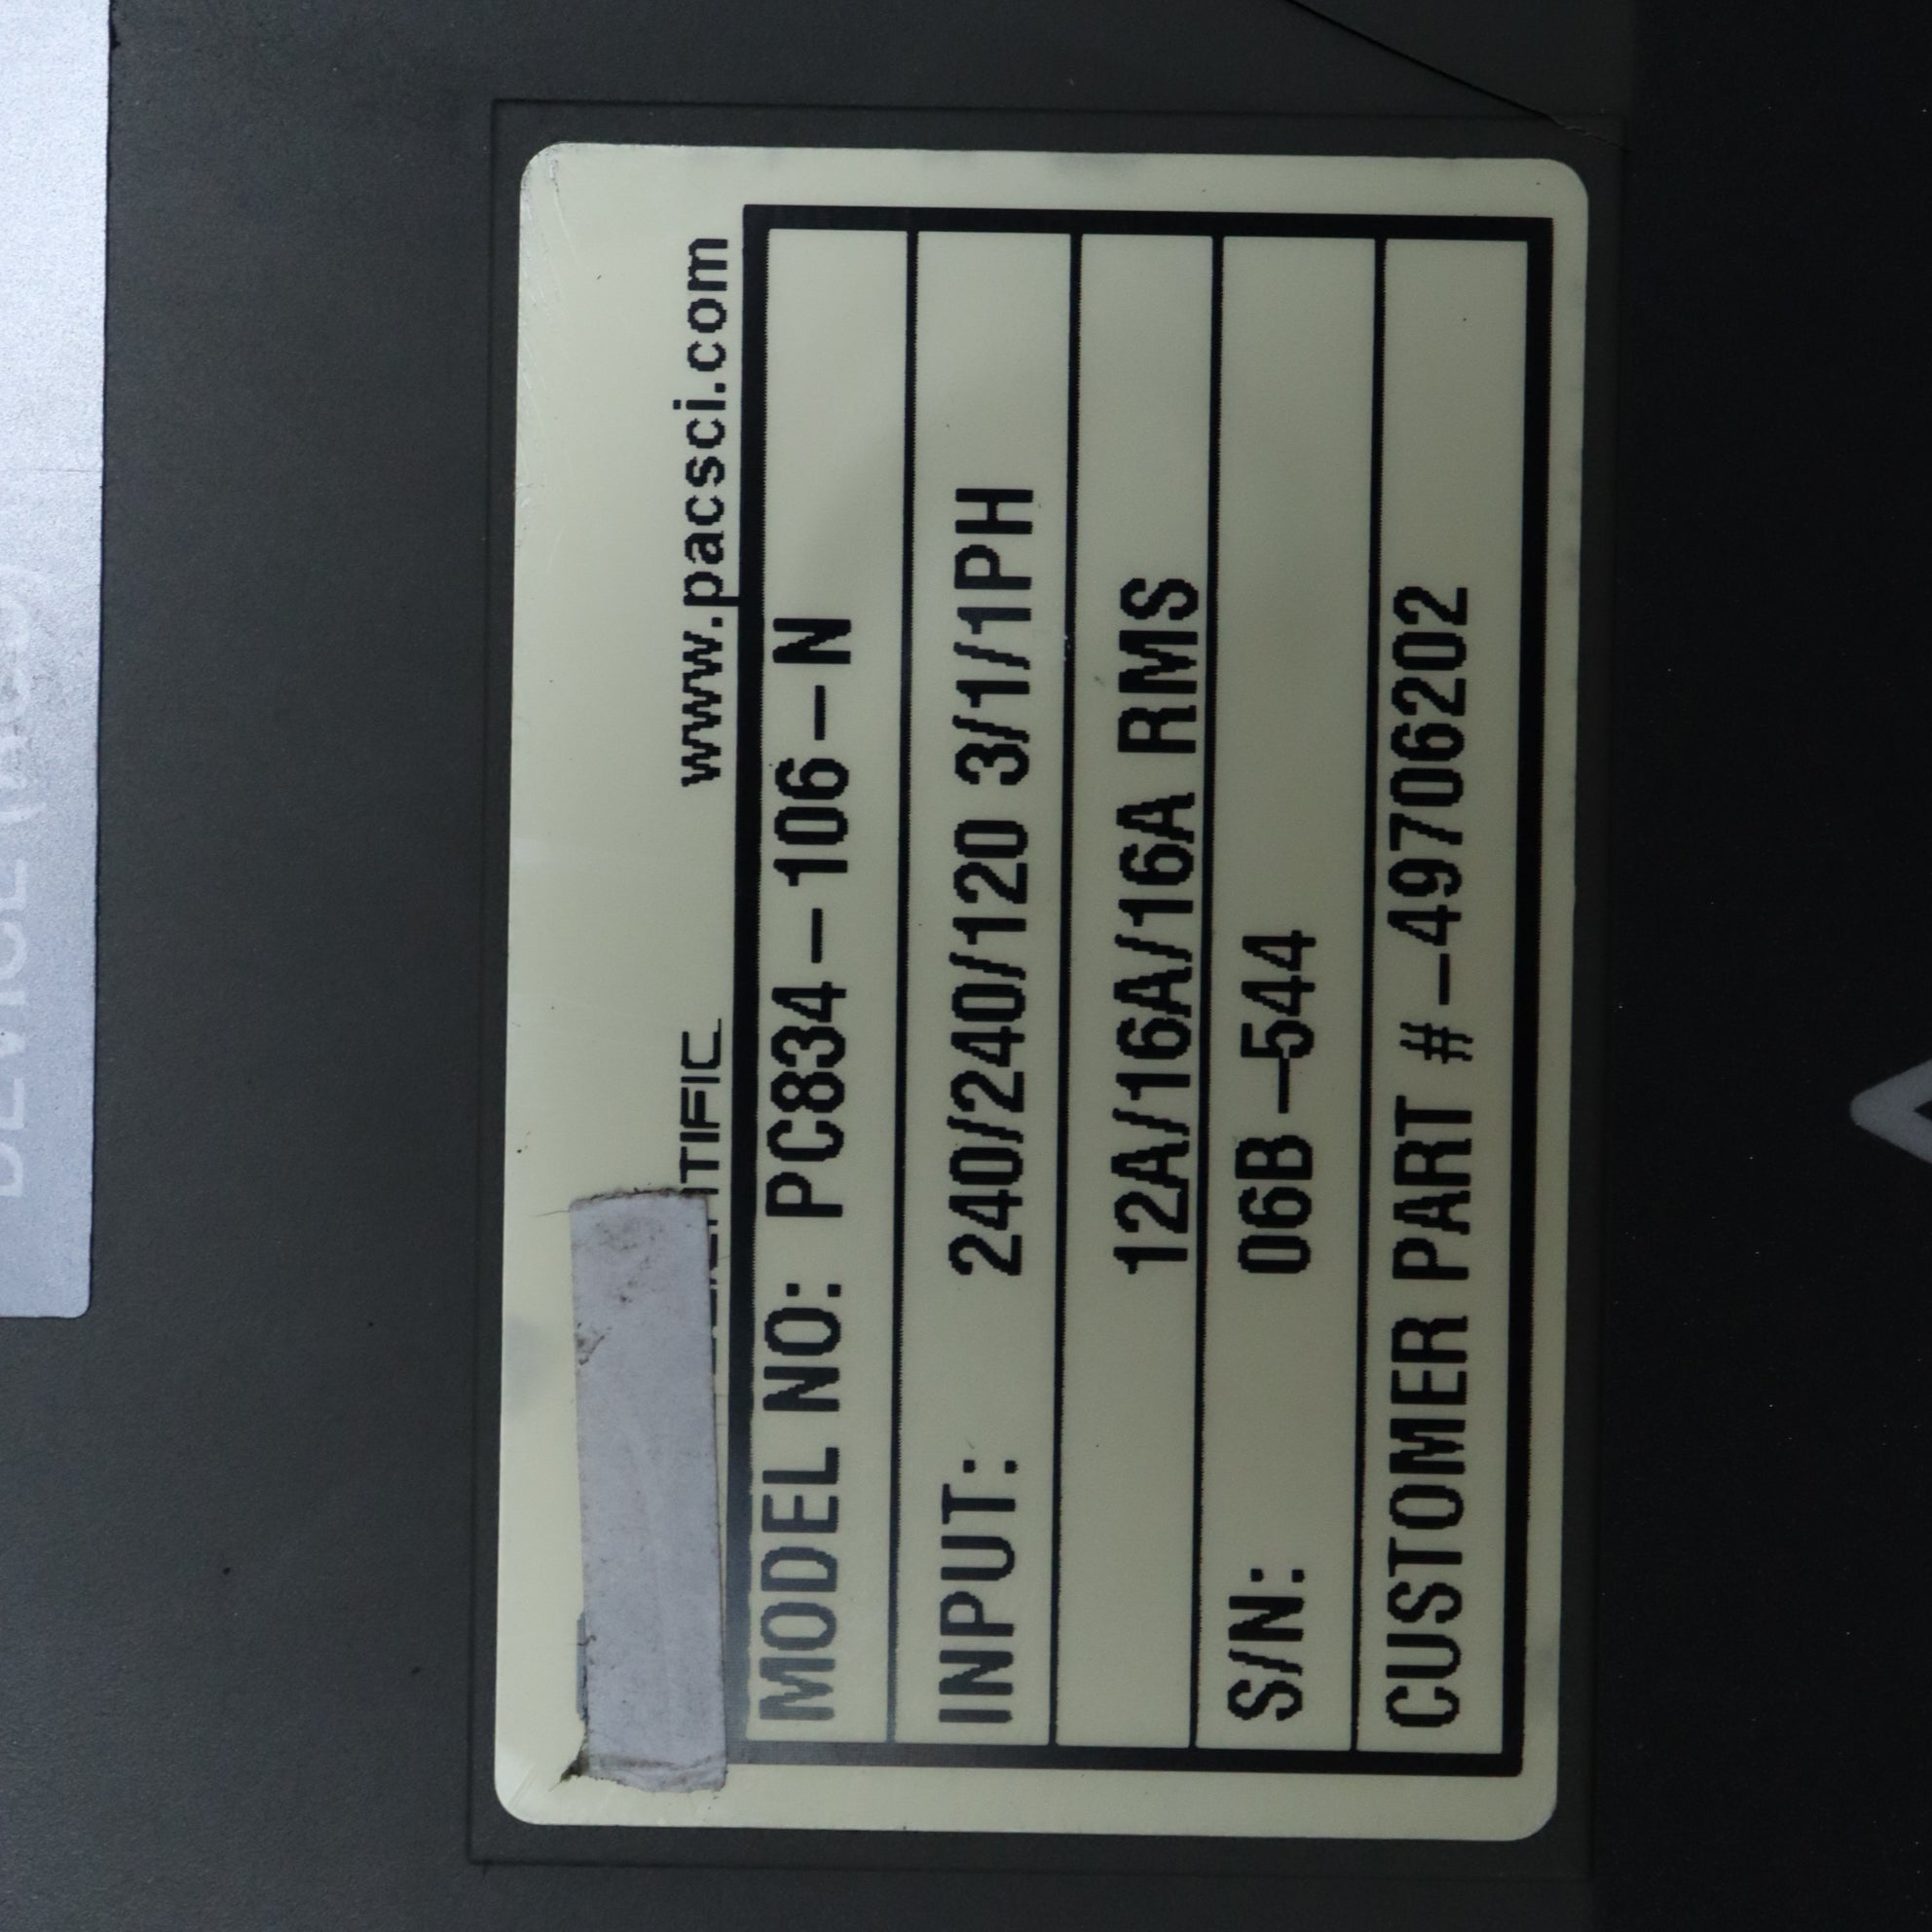 www.pacsci.com
MODEL NO: PC834-106-N
INPUT: 240/240/120 3/1/1PH
12A/16A/16A RMS
S/N: 06B-544
CUSTOMER PART #-49706202